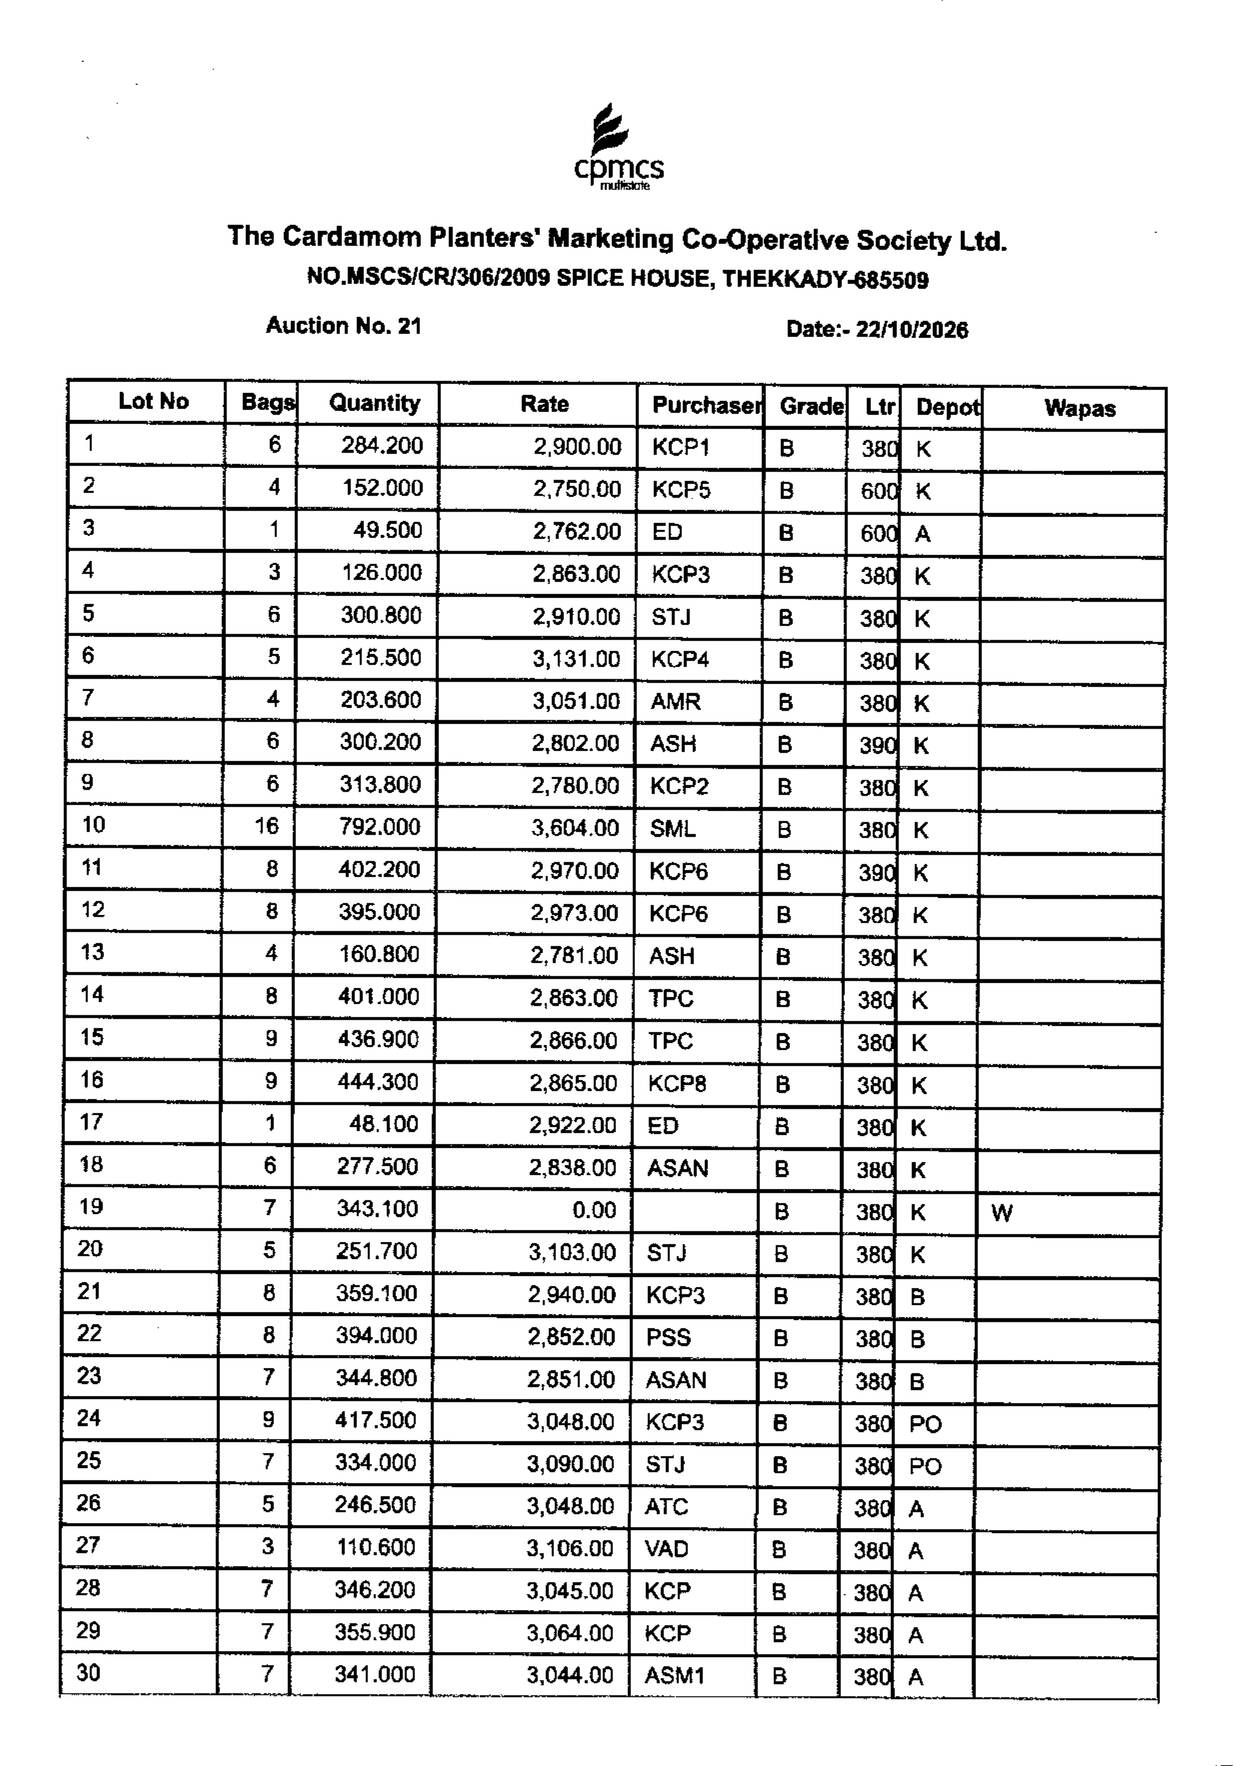 cpmcs
multistate
The Cardamom Planters' Marketing Co-Operative Society Ltd.
NO.MSCS/CR/306/2009 SPICE HOUSE, THEKKADY-685509
Auction No. 21 Date:- 22/10/2026
Lot No Bags Quantity Rate Purchaser Grade Ltr Depot Wapas
1 6 284.200 2,900.00 KCP1 B 380 K
2 4 152.000 2,750.00 KCP5 B 600 K
3 1 49.500 2,762.00 ED B 600 A
4 3 126.000 2,863.00 KCP3 B 380 K
5 6 300.800 2,910.00 STJ B 380 K
6 5 215.500 3,131.00 KCP4 B 380 K
7 4 203.600 3,051.00 AMR B 380 K
8 6 300.200 2,802.00 ASH B 390 K
9 6 313.800 2,780.00 KCP2 B 380 K
10 16 792.000 3,604.00 SML B 380 K
11 8 402.200 2,970.00 KCP6 B 390 K
12 8 395.000 2,973.00 KCP6 B 380 K
13 4 160.800 2,781.00 ASH B 380 K
14 8 401.000 2,863.00 TPC B 380 K
15 9 436.900 2,866.00 TPC B 380 K
16 9 444.300 2,865.00 KCP8 B 380 K
17 1 48.100 2,922.00 ED B 380 K
18 6 277.500 2,838.00 ASAN B 380 K
19 7 343.100 0.00 B 380 K W
20 5 251.700 3,103.00 STJ B 380 K
21 8 359.100 2,940.00 KCP3 B 380 B
22 8 394.000 2,852.00 PSS B 380 B
23 7 344.800 2,851.00 ASAN B 380 B
24 9 417.500 3,048.00 KCP3 B 380 PO
25 7 334.000 3,090.00 STJ B 380 PO
26 5 246.500 3,048.00 ATC B 380 A
27 3 110.600 3,106.00 VAD B 380 A
28 7 346.200 3,045.00 KCP B 380 A
29 7 355.900 3,064.00 KCP B 380 A
30 7 341.000 3,044.00 ASM1 B 380 A